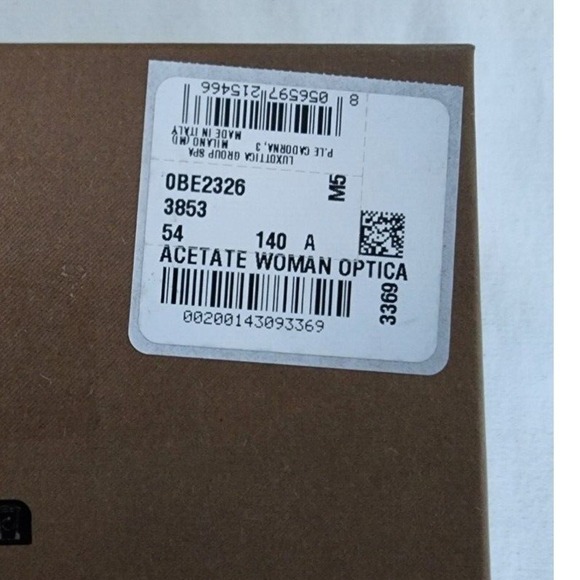 8 056597 215466
LUXOTTICA GROUP SPA
P.LE CADORNA, 3
MILANO (MI)
MADE IN ITALY
0BE2326
M5
3853
54 140 A
ACETATE WOMAN OPTICA
00200143093369
3369